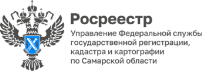 Росреестр
Управление Федеральной службы
государственной регистрации,
кадастра и картографии
по Самарской области